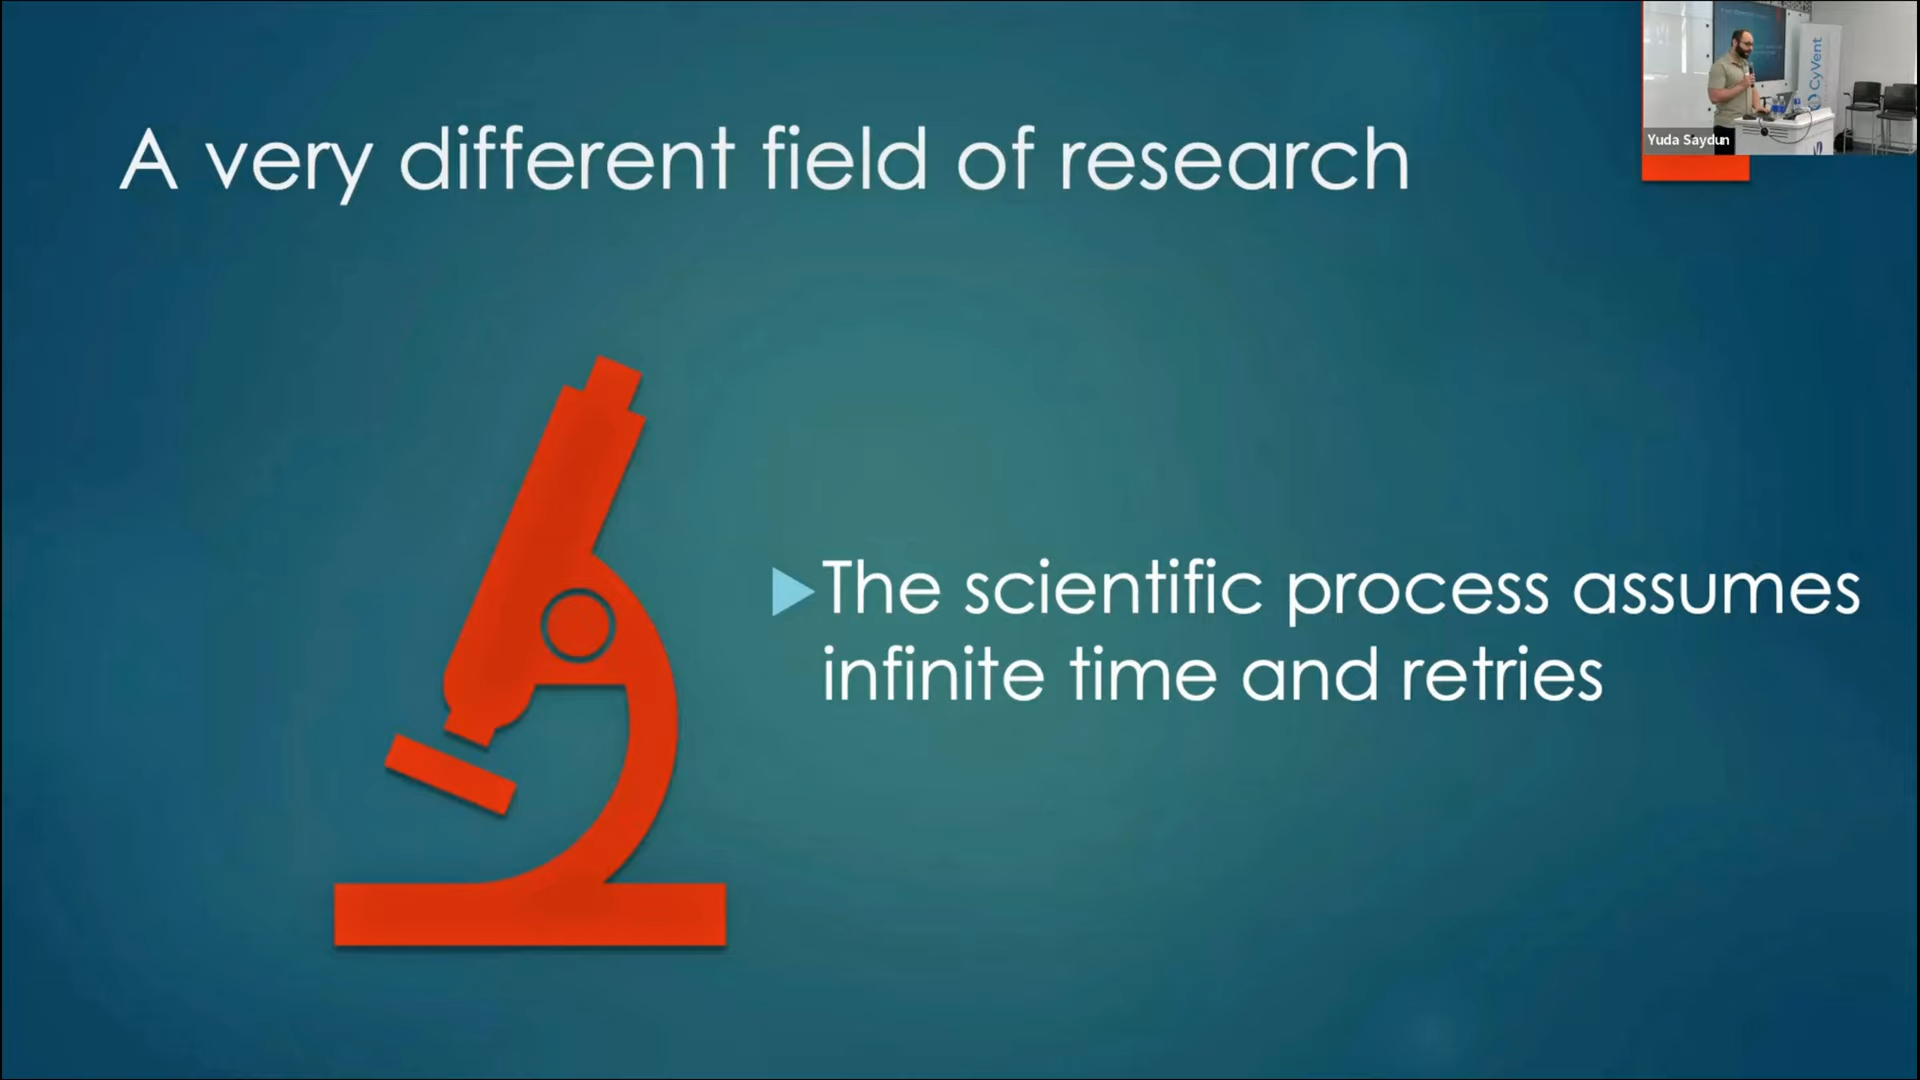 A very different field of research
The scientific process assumes
infinite time and retries
Yuda Saydun
CyVent